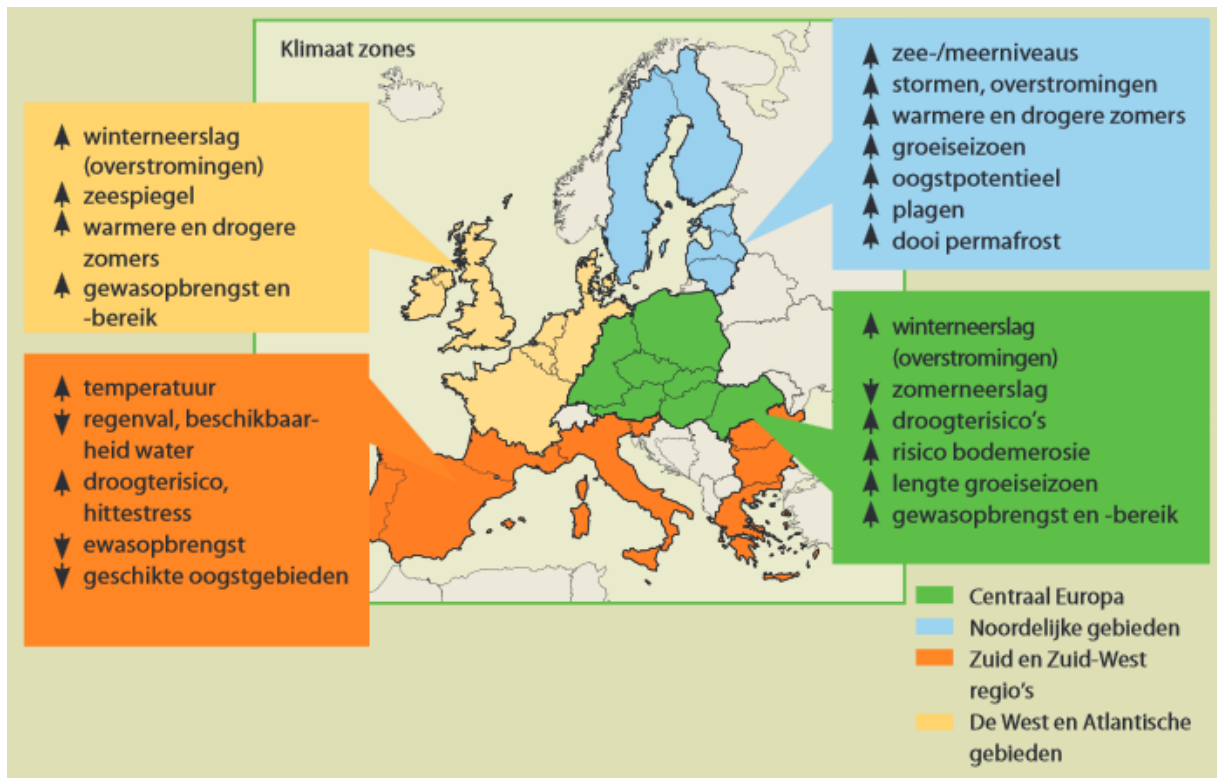 Klimaat zones
winterneerslag
(overstromingen)
zeespiegel
warmere en drogere
zomers
gewasopbrengst en
-bereik
temperatuur
regenval, beschikbaar-
heid water
droogterisico,
hittestress
ewasopbrengst
geschikte oogstgebieden
zee-/meerniveaus
stormen, overstromingen
warmere en drogere zomers
groeiseizoen
oogstpotentieel
plagen
dooi permafrost
winterneerslag
(overstromingen)
zomerneerslag
droogterisico's
risico bodemerosie
lengte groeiseizoen
gewasopbrengst en -bereik
Centraal Europa
Noordelijke gebieden
Zuid en Zuid-West
regio's
De West en Atlantische
gebieden